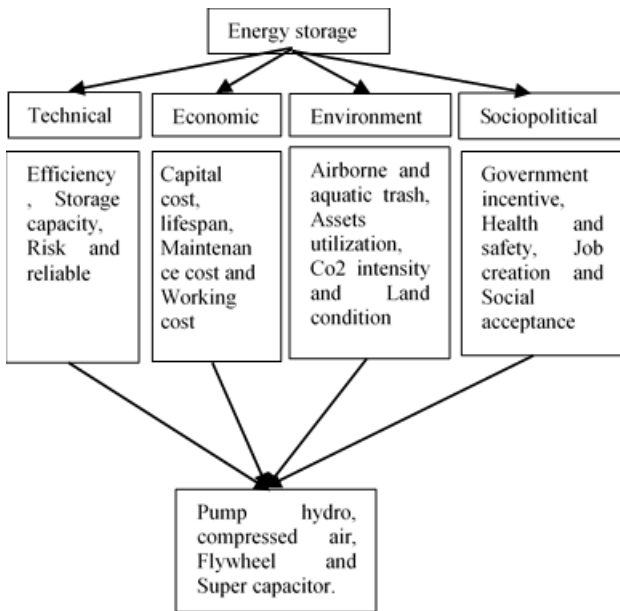 Energy storage
Technical
Economic
Environment
Sociopolitical
Efficiency
, Storage
capacity,
Risk and
reliable
Capital
cost,
lifespan,
Maintenan
ce cost and
Working
cost
Airborne and
aquatic trash,
Assets
utilization,
Co2 intensity
and Land
condition
Government
incentive,
Health and
safety, Job
creation and
Social
acceptance
Pump hydro,
compressed air,
Flywheel and
Super capacitor.